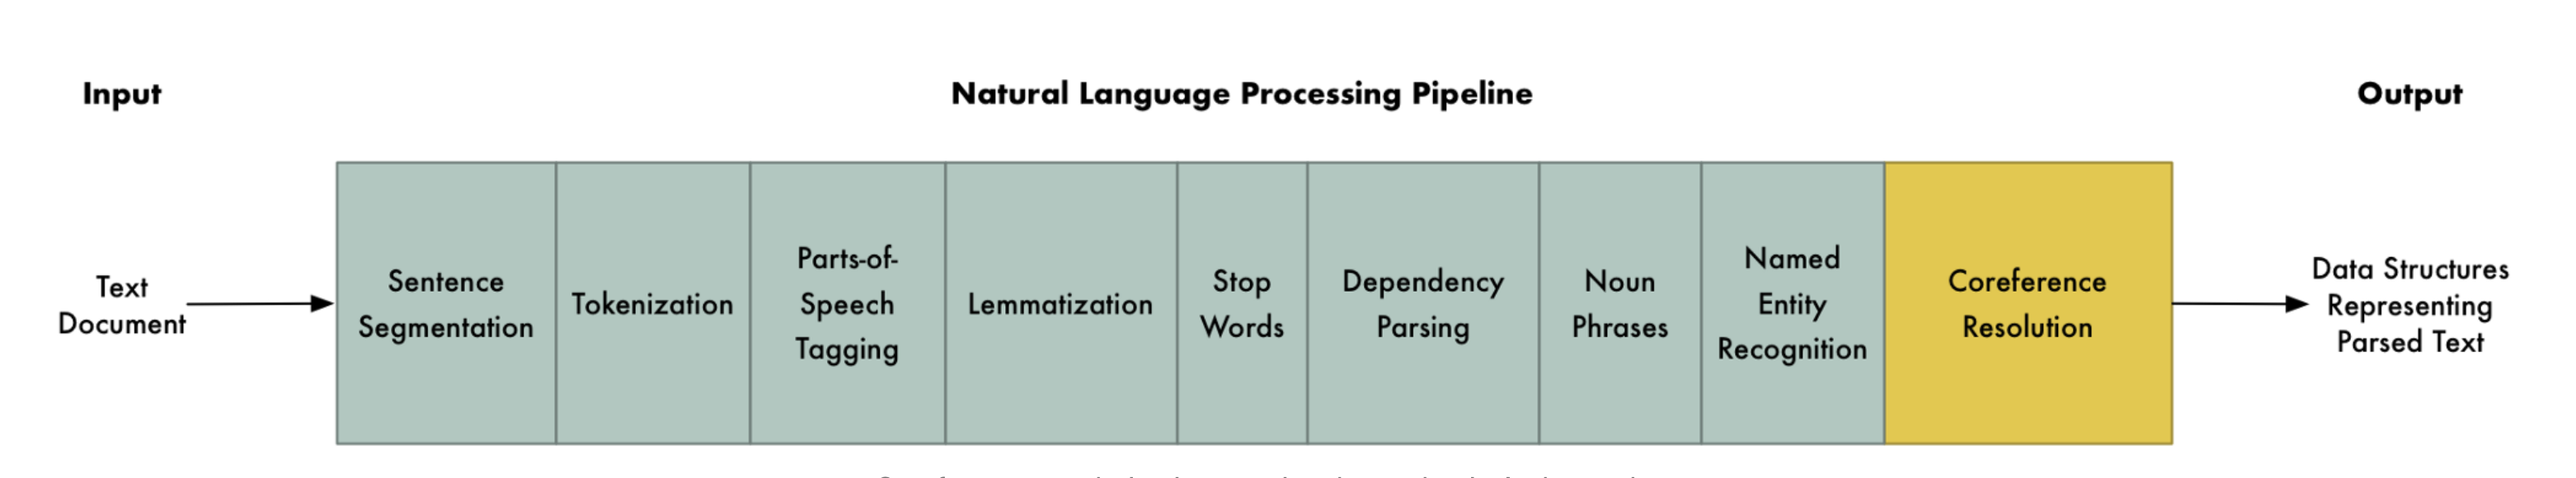 Input
Natural Language Processing Pipeline
Output
Text
Document
Sentence
Segmentation
Tokenization
Parts-of-
Speech
Tagging
Lemmatization
Stop
Words
Dependency
Parsing
Noun
Phrases
Named
Entity
Recognition
Coreference
Resolution
Data Structures
Representing
Parsed Text